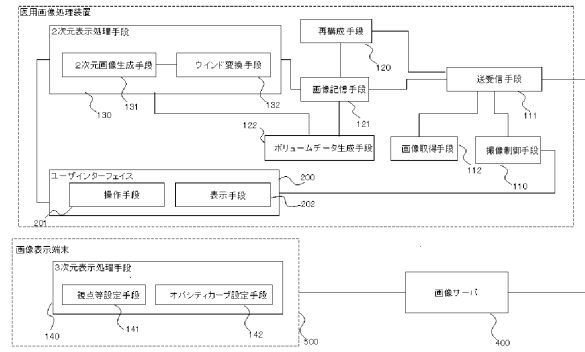 医用画像処理装置
2次元表示処理手段
2次元画像生成手段
ウインド変換手段
131
132
130
再構成手段
120
画像記憶手段
121
送受信手段
111
122
ボリュームデータ生成手段
画像取得手段
112
撮像制御手段
110
ユーザインターフェイス
200
操作手段
表示手段
201
202
画像表示端末
3次元表示処理手段
視点等設定手段
オパシティカーブ設定手段
140
141
142
500
画像サーバ
400